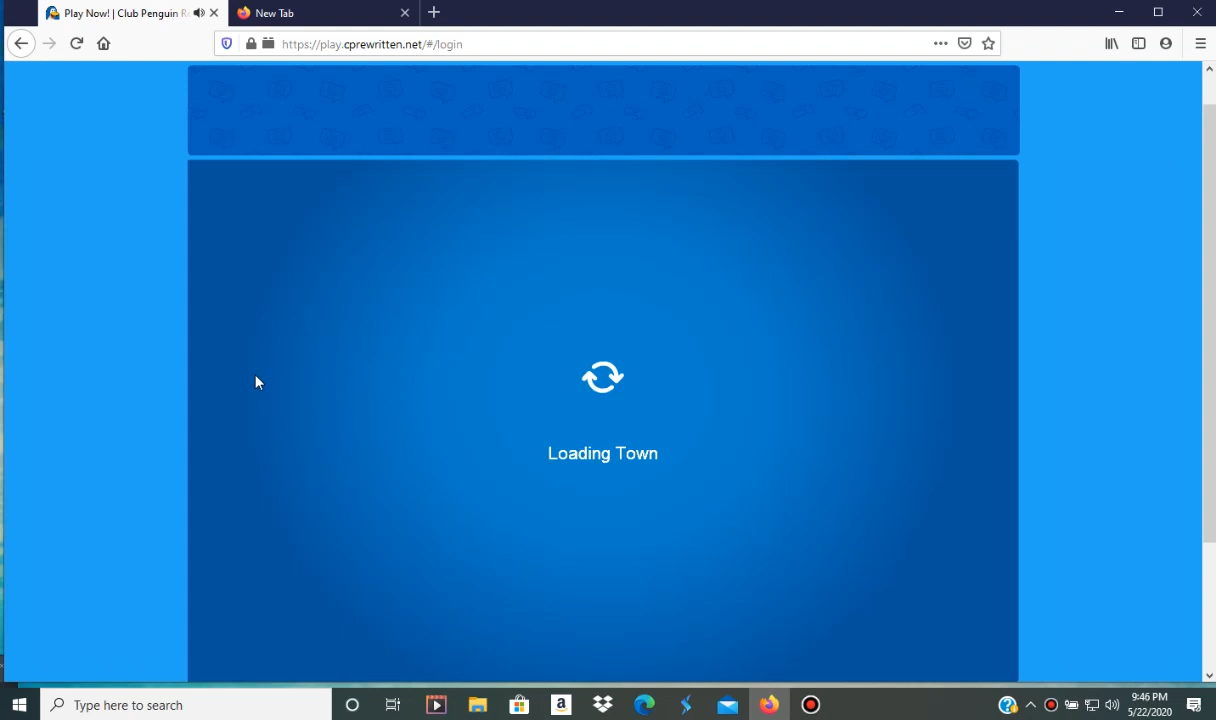 Play Now! | Club Penguin R
New Tab
https://play.cprewritten.net/#/login
Loading Town
Type here to search
9:46 PM
5/22/2020